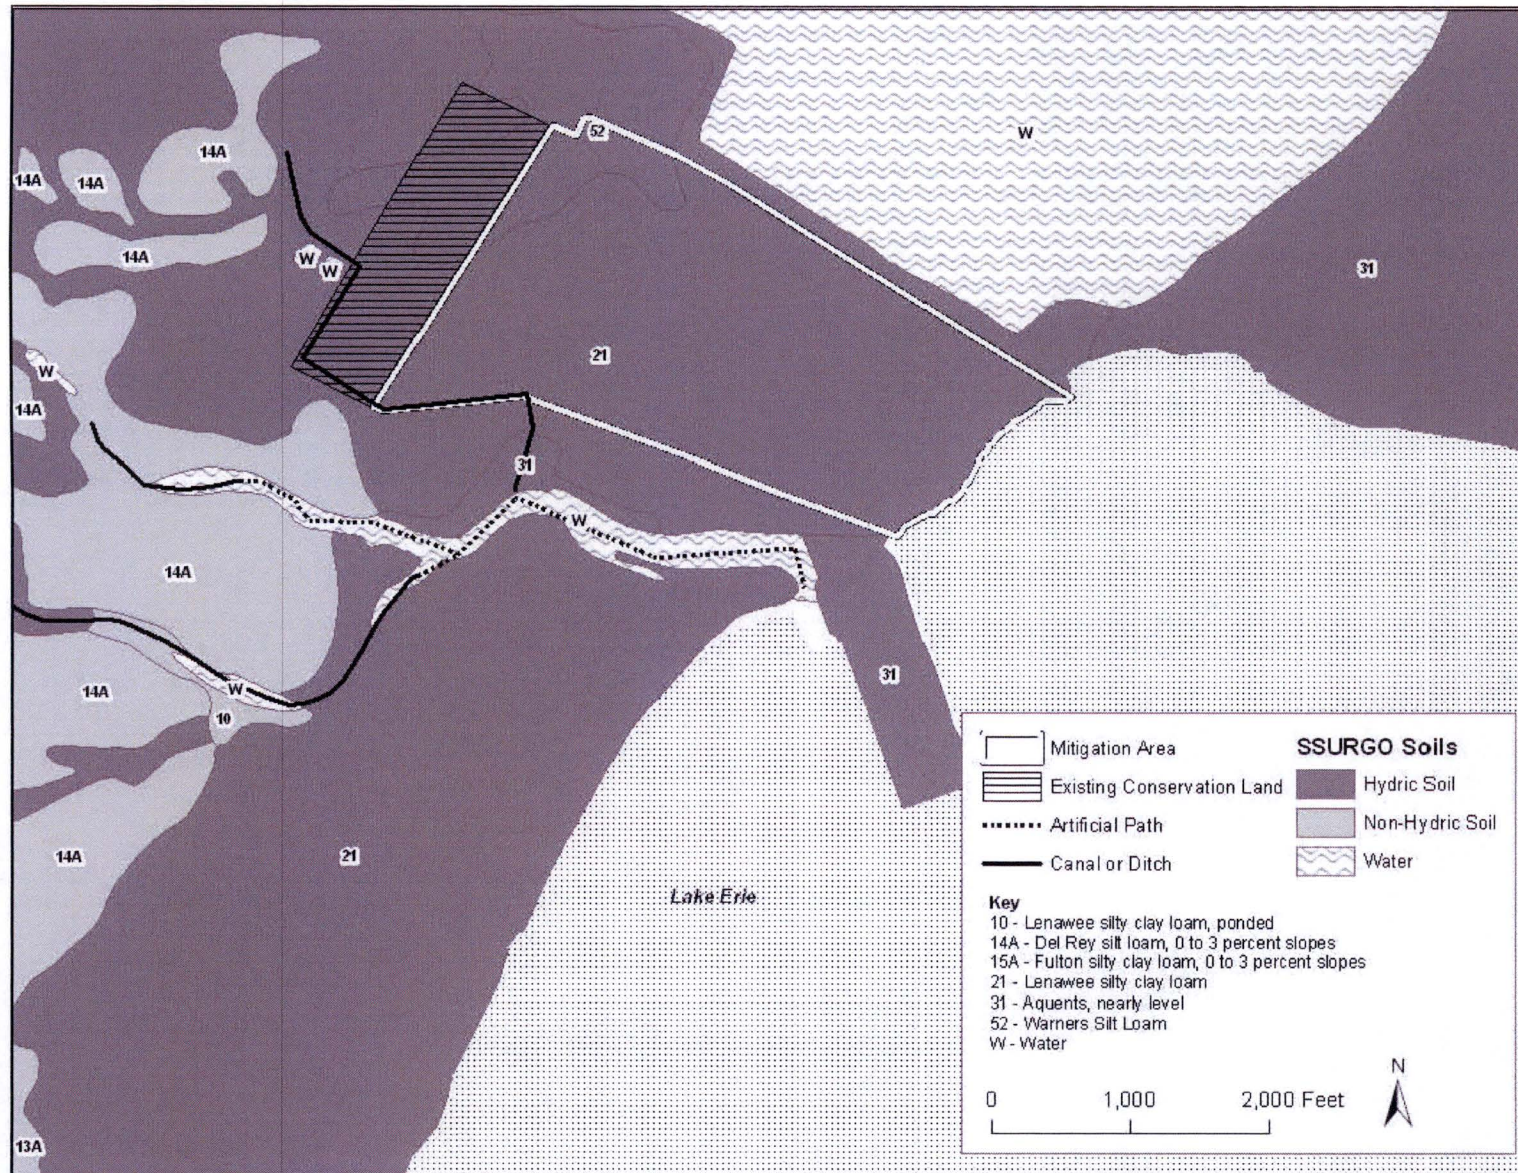 W
52
14A
14A
14A
14A
W
W
31
21
W
14A
31
W
14A
14A
W
31
10
21
14A
Lake Erie
13A
Mitigation Area
Existing Conservation Land
Artificial Path
Canal or Ditch
SSURGO Soils
Hydric Soil
Non-Hydric Soil
Water
Key
10 - Lenawee silty clay loam, ponded
14A - Del Rey silt loam, 0 to 3 percent slopes
15A - Fulton silty clay loam, 0 to 3 percent slopes
21 - Lenawee silty clay loam
31 - Aquents, nearly level
52 - Warners Silt Loam
W - Water
N
0 1,000 2,000 Feet